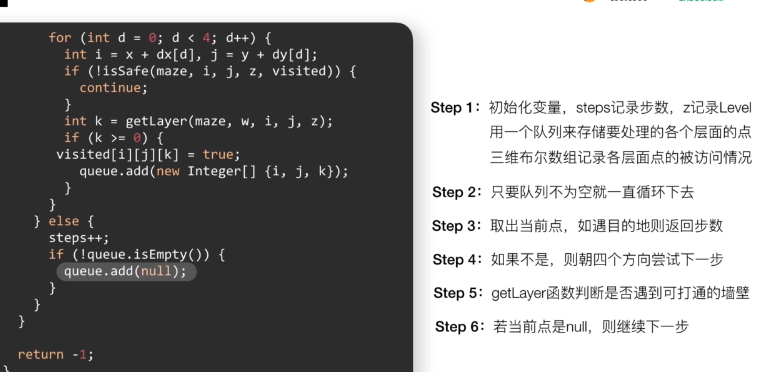 for (int d = 0; d < 4; d++) {
int i = x + dx[d], j = y + dy[d];
if (!isSafe(maze, i, j, z, visited)) {
continue;
}
int k = getLayer(maze, w, i, j, z);
if (k >= 0) {
visited[i][j][k] = true;
queue.add(new Integer[] {i, j, k});
}
}
} else {
steps++;
if (!queue.isEmpty()) {
queue.add(null);
}
}
}
return -1;
}
Step 1：初始化变量，steps记录步数，z记录Level
用一个队列来存储要处理的各个层面的点
三维布尔数组记录各层面点的被访问情况
Step 2：只要队列不为空就一直循环下去
Step 3：取出当前点，如遇目的地则返回步数
Step 4：如果不是，则朝四个方向尝试下一步
Step 5：getLayer函数判断是否遇到可打通的墙壁
Step 6：若当前点是null，则继续下一步